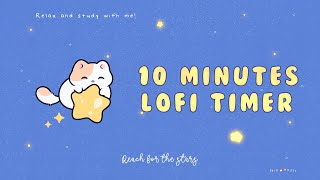 Relax and study with me!
10 MINUTES
LOFI TIMER
Reach for the stars